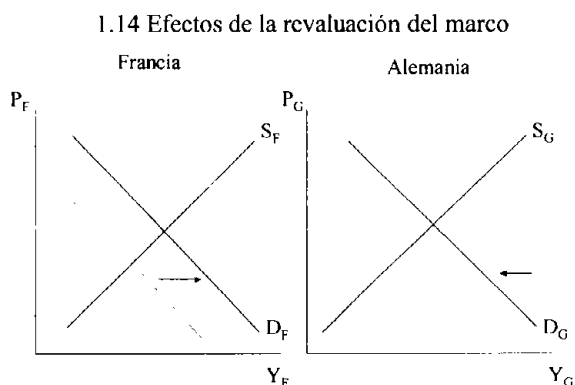 1.14 Efectos de la revaluación del marco
Francia
Alemania
P_F
S_F
D_F
Y_F
P_G
S_G
D_G
Y_G